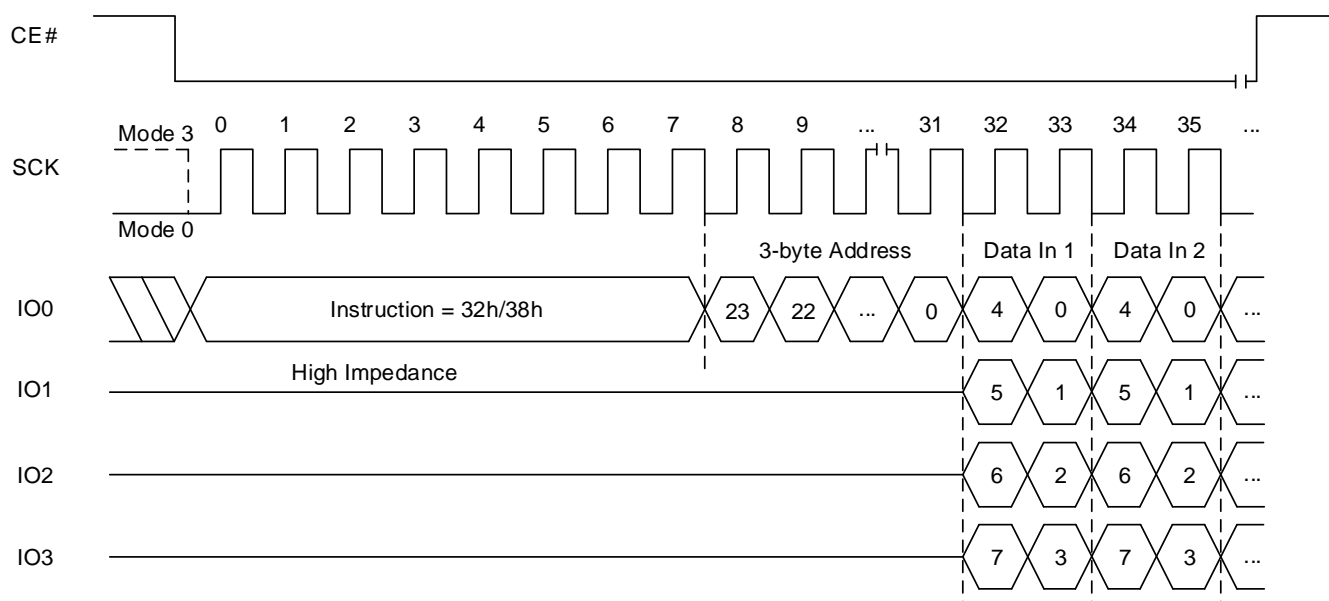 CE#
0 1 2 3 4 5 6 7 8 9 ... 31 32 33 34 35 ...
Mode 3
SCK
Mode 0
3-byte Address Data In 1 Data In 2
IO0 Instruction = 32h/38h 23 22 ... 0 4 0 4 0 ...
High Impedance
IO1 5 1 5 1 ...
IO2 6 2 6 2 ...
IO3 7 3 7 3 ...